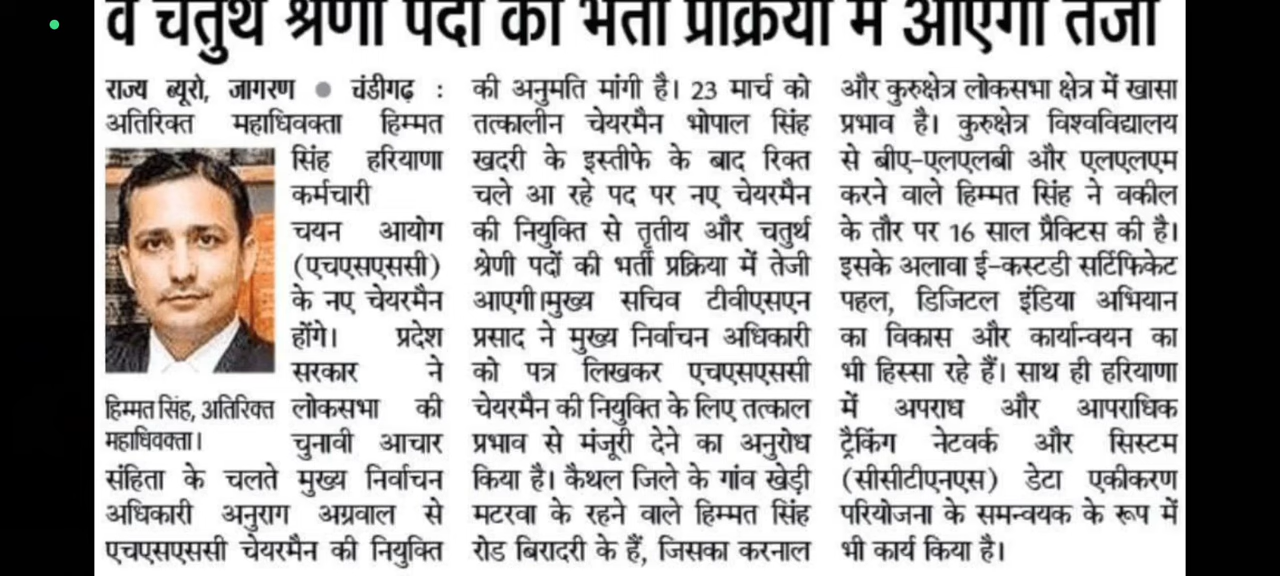 व चतुर्थ श्रेणी पदों की भर्ती प्रक्रिया में आएगी तेजी
राज्य ब्यूरो, जागरण ● चंडीगढ़ :
अतिरिक्त महाधिवक्ता हिम्मत
सिंह हरियाणा
कर्मचारी
चयन आयोग
(एचएसएससी)
के नए चेयरमैन
होंगे। प्रदेश
सरकार ने
लोकसभा की
चुनावी आचार
हिम्मत सिंह, अतिरिक्त
महाधिवक्ता।
संहिता के चलते मुख्य निर्वाचन
अधिकारी अनुराग अग्रवाल से
एचएसएससी चेयरमैन की नियुक्ति
की अनुमति मांगी है। 23 मार्च को
तत्कालीन चेयरमैन भोपाल सिंह
खदरी के इस्तीफे के बाद रिक्त
चले आ रहे पद पर नए चेयरमैन
की नियुक्ति से तृतीय और चतुर्थ
श्रेणी पदों की भर्ती प्रक्रिया में तेजी
आएगी।मुख्य सचिव टीवीएसएन
प्रसाद ने मुख्य निर्वाचन अधिकारी
को पत्र लिखकर एचएसएससी
चेयरमैन की नियुक्ति के लिए तत्काल
प्रभाव से मंजूरी देने का अनुरोध
किया है। कैथल जिले के गांव खेड़ी
मटरवा के रहने वाले हिम्मत सिंह
रोड बिरादरी के हैं, जिसका करनाल
और कुरुक्षेत्र लोकसभा क्षेत्र में खासा
प्रभाव है। कुरुक्षेत्र विश्वविद्यालय
से बीए-एलएलबी और एलएलएम
करने वाले हिम्मत सिंह ने वकील
के तौर पर 16 साल प्रैक्टिस की है।
इसके अलावा ई-कस्टडी सर्टिफिकेट
पहल, डिजिटल इंडिया अभियान
का विकास और कार्यान्वयन का
भी हिस्सा रहे हैं। साथ ही हरियाणा
में अपराध और आपराधिक
ट्रैकिंग नेटवर्क और सिस्टम
(सीसीटीएनएस) डेटा एकीकरण
परियोजना के समन्वयक के रूप में
भी कार्य किया है।